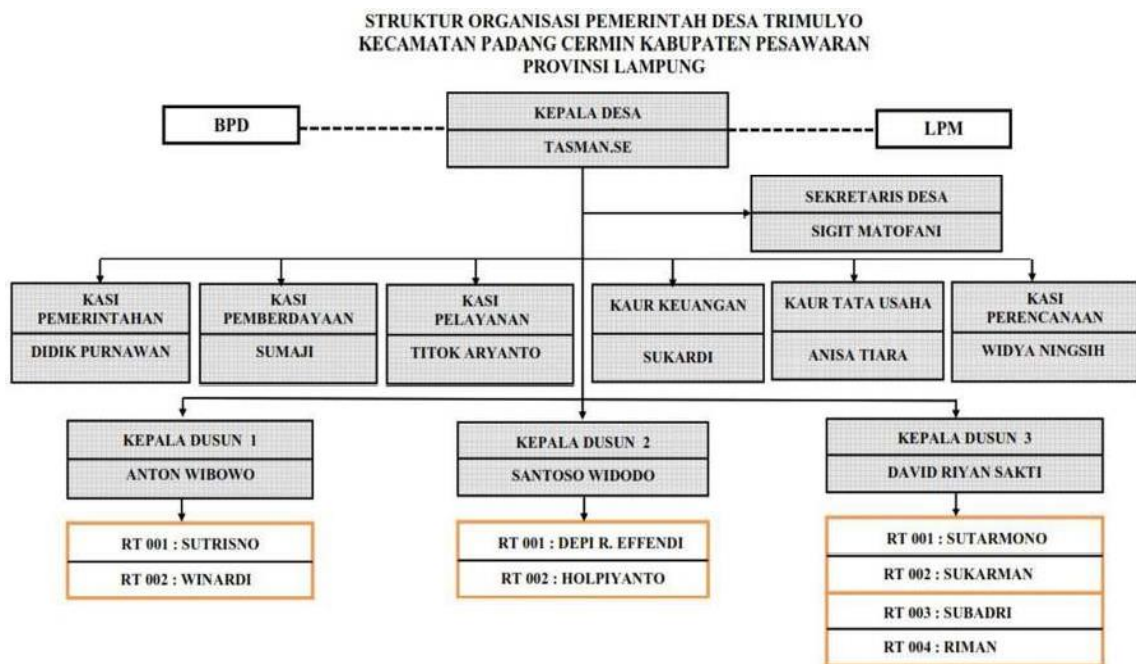 STRUKTUR ORGANISASI PEMERINTAH DESA TRIMULYO
KECAMATAN PADANG CERMIN KABUPATEN PESAWARAN
PROVINSI LAMPUNG
BPD
KEPALA DESA
TASMAN.SE
LPM
SEKRETARIS DESA
SIGIT MATOFANI
KASI
PEMERINTAHAN
DIDIK PURNAWAN
KASI
PEMBERDAYAAN
SUMAJI
KASI
PELAYANAN
TITOK ARYANTO
KAUR KEUANGAN
SUKARDI
KAUR TATA USAHA
ANISA TIARA
KASI
PERENCANAAN
WIDYA NINGSIH
KEPALA DUSUN 1
ANTON WIBOWO
RT 001 : SUTRISNO
RT 002 : WINARDI
KEPALA DUSUN 2
SANTOSO WIDODO
RT 001 : DEPI R. EFFENDI
RT 002 : HOLPIYANTO
KEPALA DUSUN 3
DAVID RIYAN SAKTI
RT 001 : SUTARMONO
RT 002 : SUKARMAN
RT 003 : SUBADRI
RT 004 : RIMAN